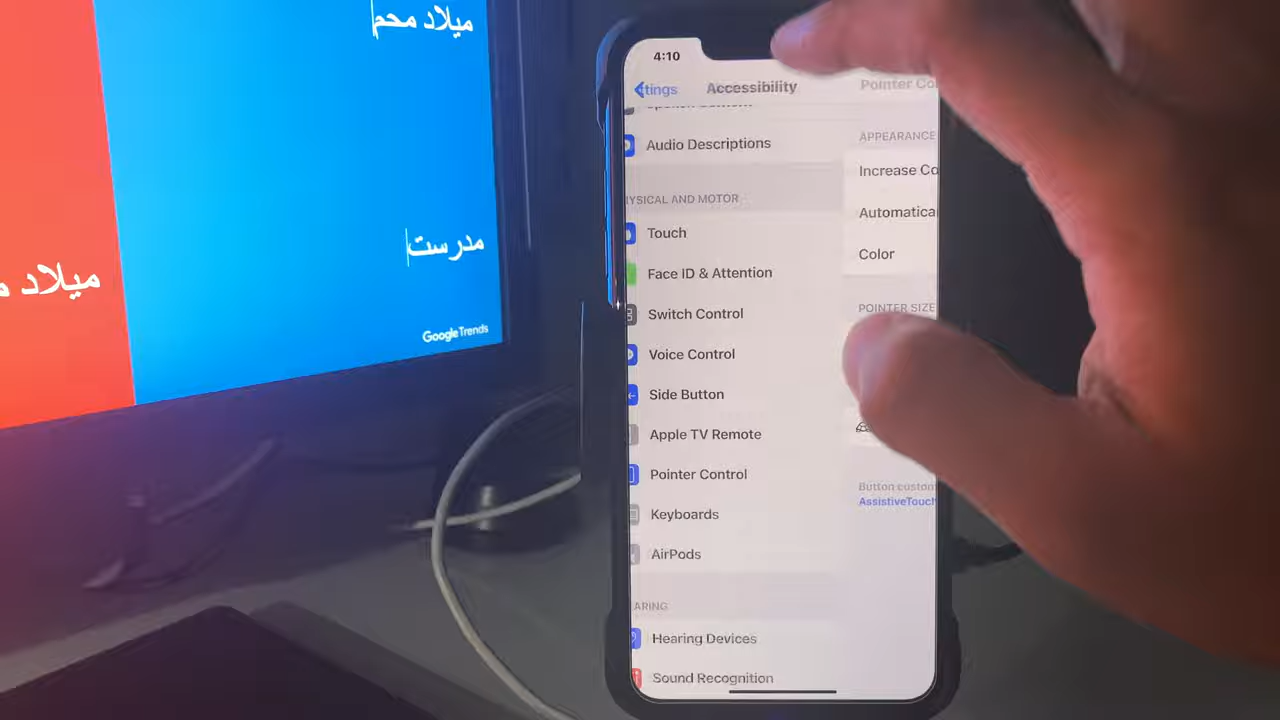 ميلاد محم
مدرست
ميلاد
Google Trends
4:10
Accessibility
Pointer Co
Audio Descriptions
Touch
Face ID & Attention
Switch Control
Voice Control
Side Button
Apple TV Remote
Pointer Control
Keyboards
AirPods
Hearing Devices
Sound Recognition
YSICAL AND MOTOR
ARING
tings
APPEARANCE
Increase Co
Automatica
Color
POINTER SIZE
Button custom
AssistiveTouch